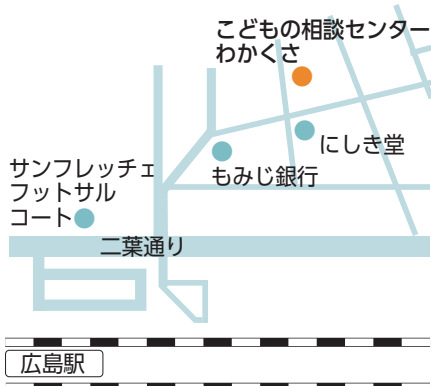 こどもの相談センター
わかくさ
にしき堂
もみじ銀行
サンフレッチェ
フットサル
コート
二葉通り
広島駅